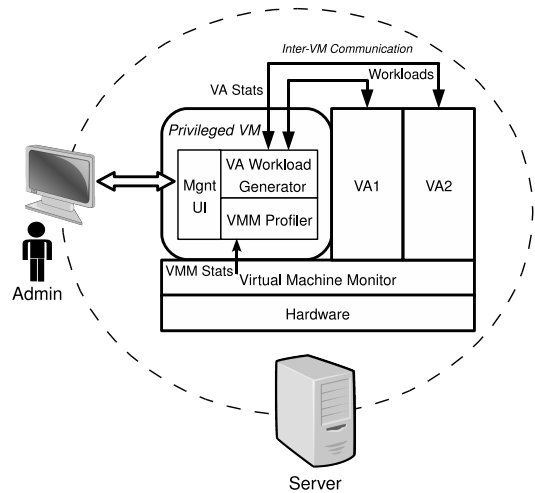 Inter-VM Communication
Workloads
VA Stats
Privileged VM
Mgnt
UI
VA Workload
Generator
VMM Profiler
VA1
VA2
VMM Stats
Virtual Machine Monitor
Hardware
Admin
Server